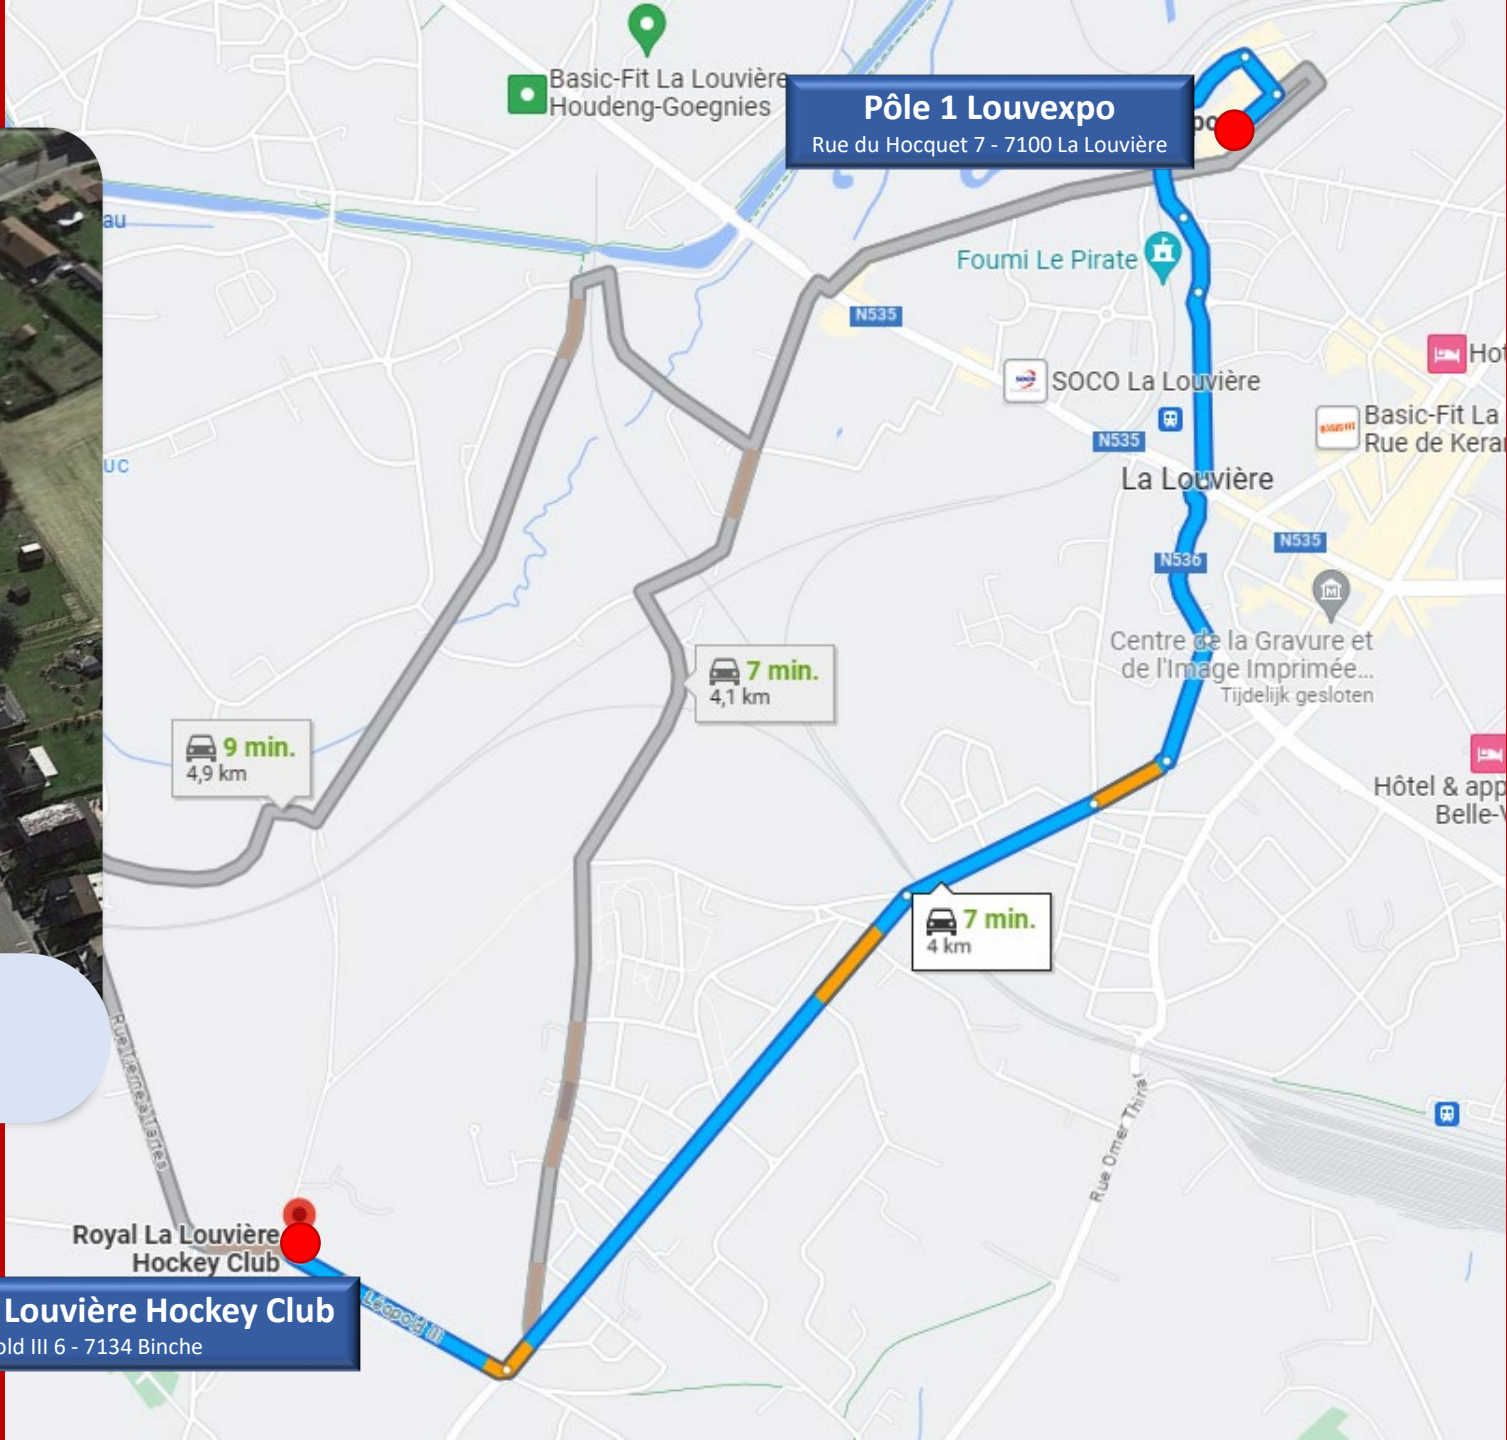 Basic-Fit La Louvière
Houdeng-Goegnies
Pôle 1 Louvexpo
Rue du Hocquet 7 - 7100 La Louvière
po
au
Foumi Le Pirate
N535
Hot
SOCO La Louvière
Basic-Fit La
Rue de Kera
N535
UC
La Louvière
N535
N536
Centre de la Gravure et
de l'Image Imprimée...
Tijdelijk gesloten
7 min.
4,1 km
9 min.
4,9 km
Hôtel & app
Belle-V
7 min.
4 km
Rue Omer Thiriar
Royal La Louvière
Hockey Club
Léopold III
Louvière Hockey Club
old III 6 - 7134 Binche